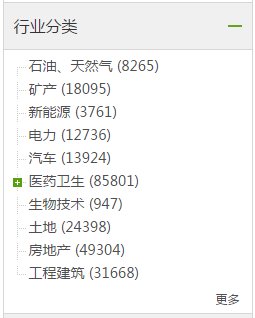 行业分类
石油、天然气 (8265)
矿产 (18095)
新能源 (3761)
电力 (12736)
汽车 (13924)
医药卫生 (85801)
生物技术 (947)
土地 (24398)
房地产 (49304)
工程建筑 (31668)
更多